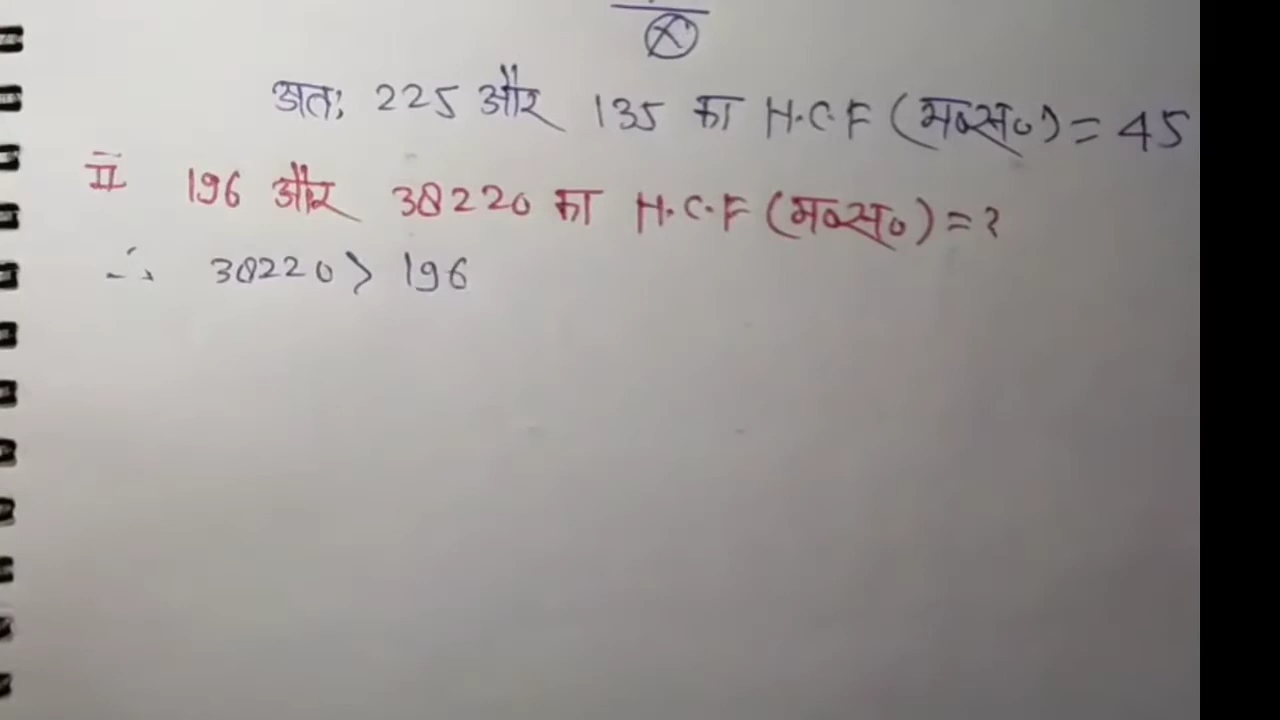 अतः 225 और 135 का H.C.F (म०स०) = 45
II 196 और 38220 का H.C.F (म०स०) = ?
∴ 38220 > 196